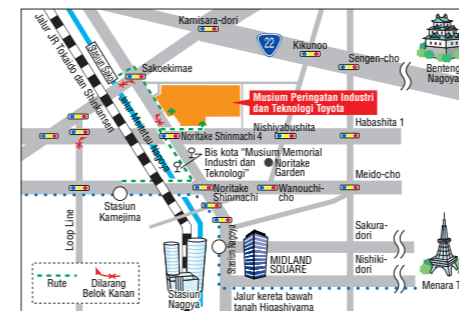 Kamisara-dori
22
Kikunoo
Sengen-cho
Benteng
Nagoya
Jalur JR Tokaido dan Shinkansen
Stasiun Sako
Sakoekimae
Musium Peringatan Industri
dan Teknologi Toyota
Jalur Meitetsu Nagoya
Habashita 1
Noritake Shinmachi 4
Nishiyabushita
Bis kota “Musium Memorial
Industri dan
Teknologi”
Noritake
Garden
Meido-cho
Noritake
Shinmachi
Wanouchi-
cho
Stasiun
Kamejima
Loop Line
Sakura-
dori
Nishiki-
dori
Stasiun Nagoya
MIDLAND
SQUARE
Menara T
Rute
Dilarang
Belok Kanan
Stasiun
Nagoya
Jalur kereta bawah
tanah Higashiyama